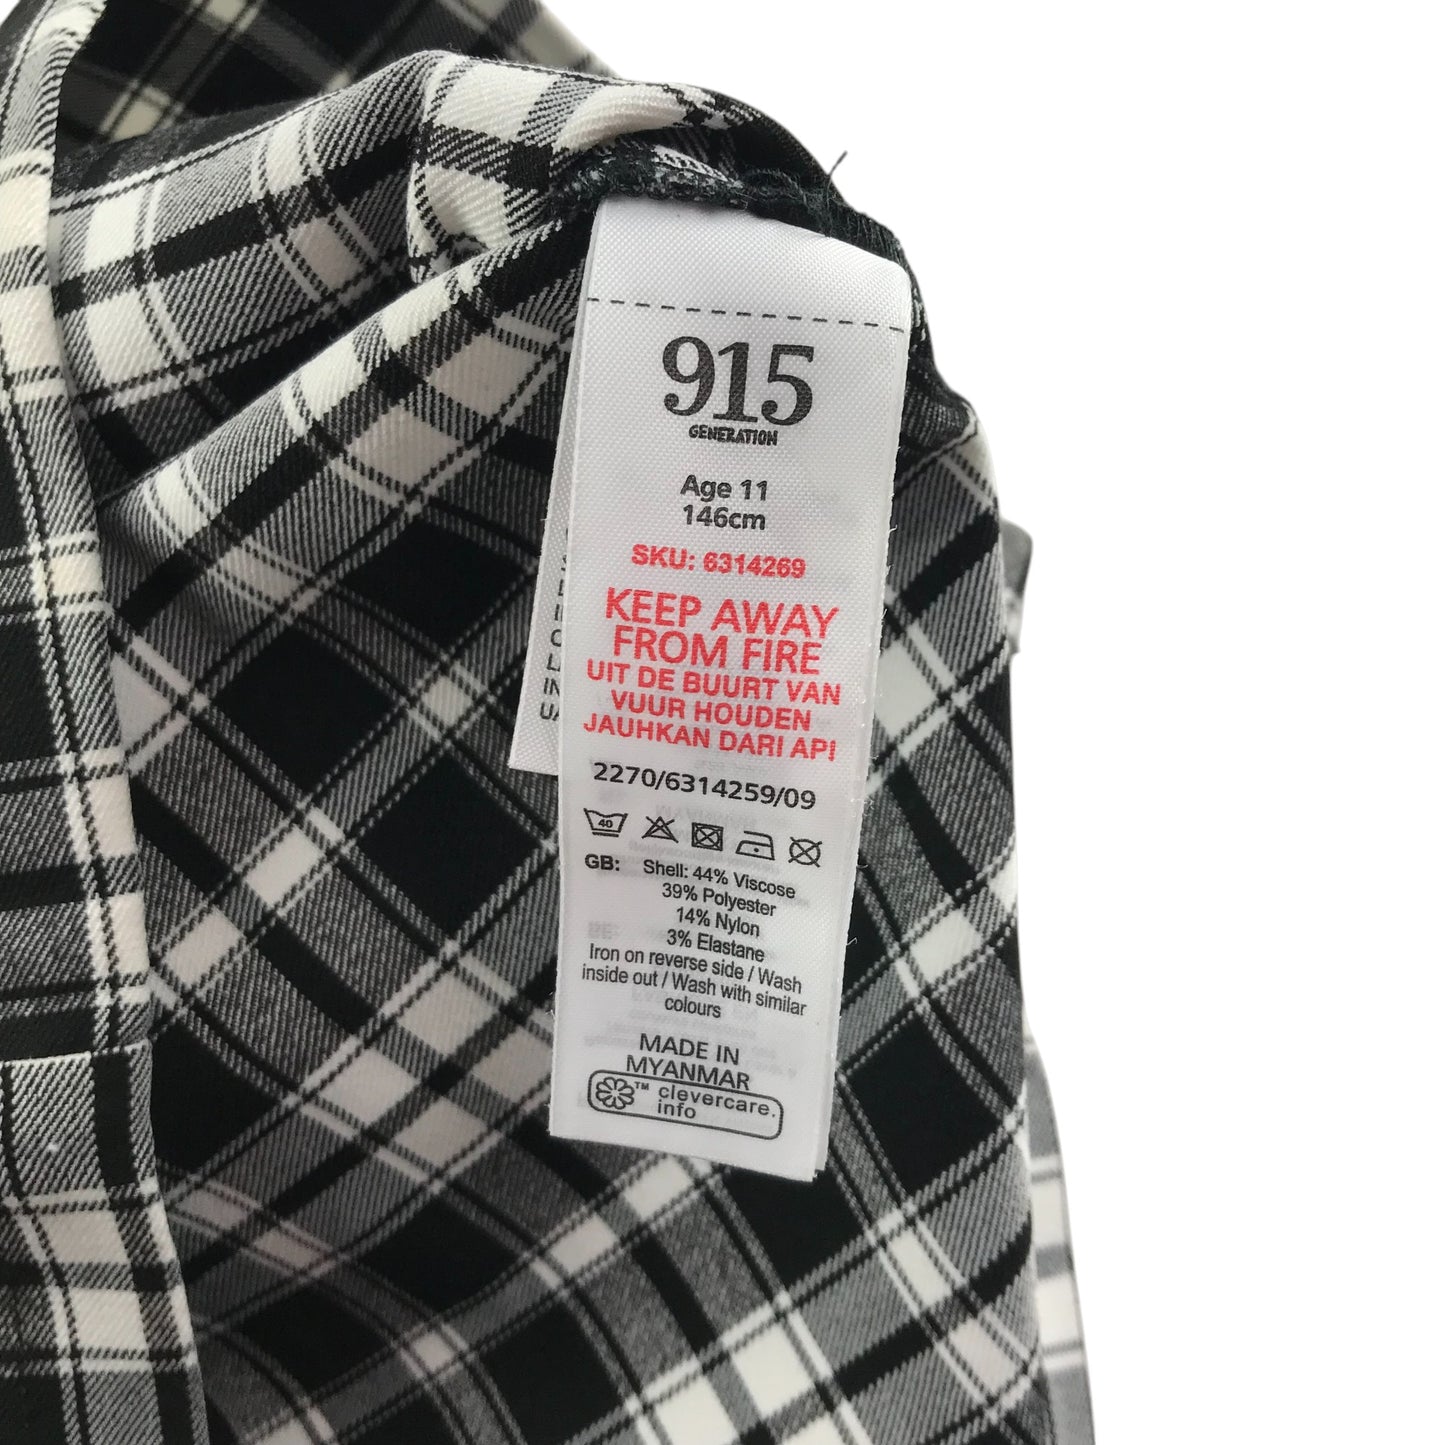 915
GENERATION
Age 11
146cm
SKU: 6314269
KEEP AWAY
FROM FIRE
UIT DE BUURT VAN
VUUR HOUDEN
JAUHKAN DARI API
2270/6314259/09
40
GB: Shell: 44% Viscose
39% Polyester
14% Nylon
3% Elastane
Iron on reverse side / Wash
inside out / Wash with similar
colours
MADE IN
MYANMAR
™ clevercare.
info